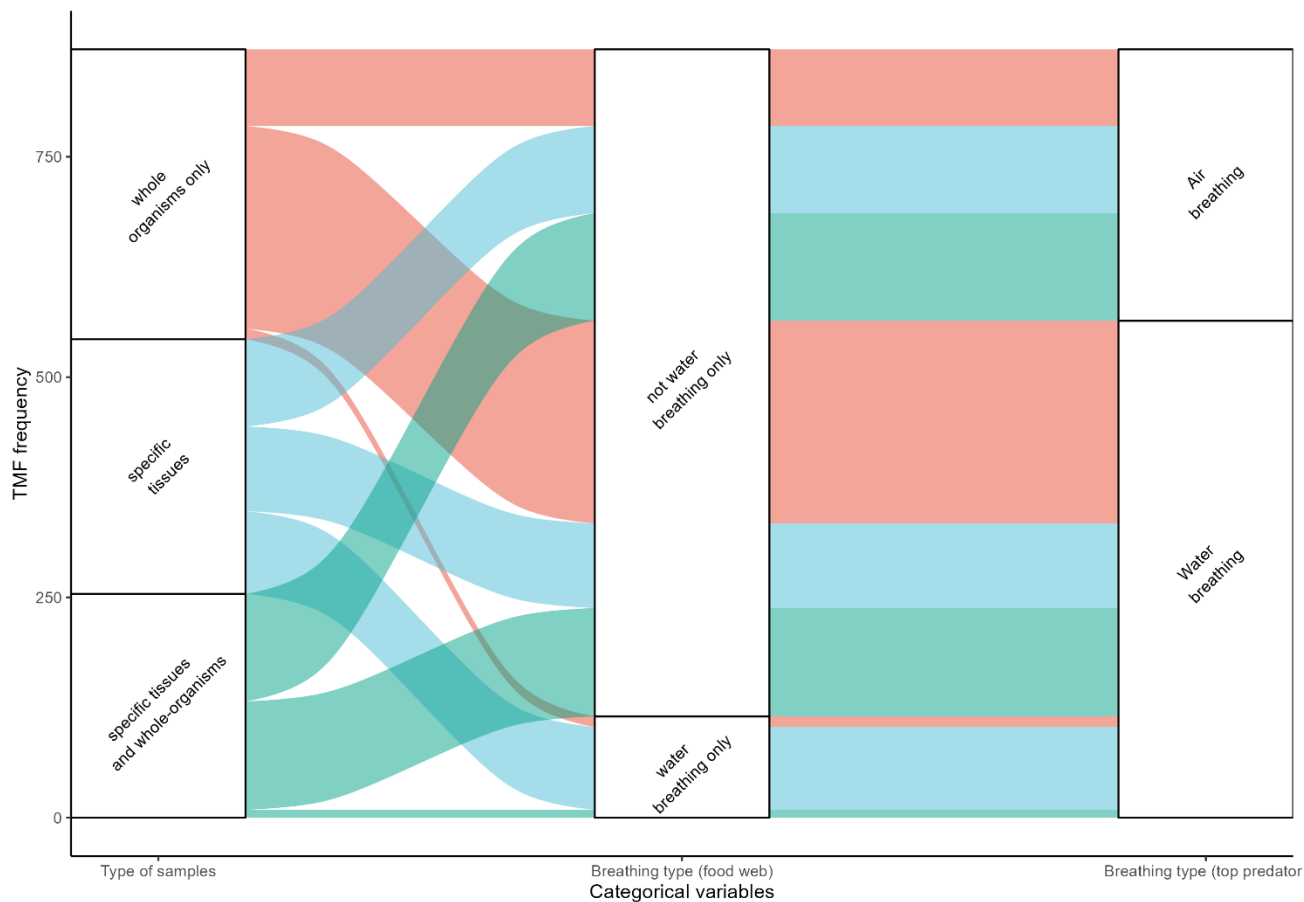 TMF frequency
750
500
250
0
whole
organisms only
specific
tissues
specific tissues
and whole-organisms
not water
breathing only
water
breathing only
Air
breathing
Water
breathing
Type of samples
Breathing type (food web)
Breathing type (top predator
Categorical variables